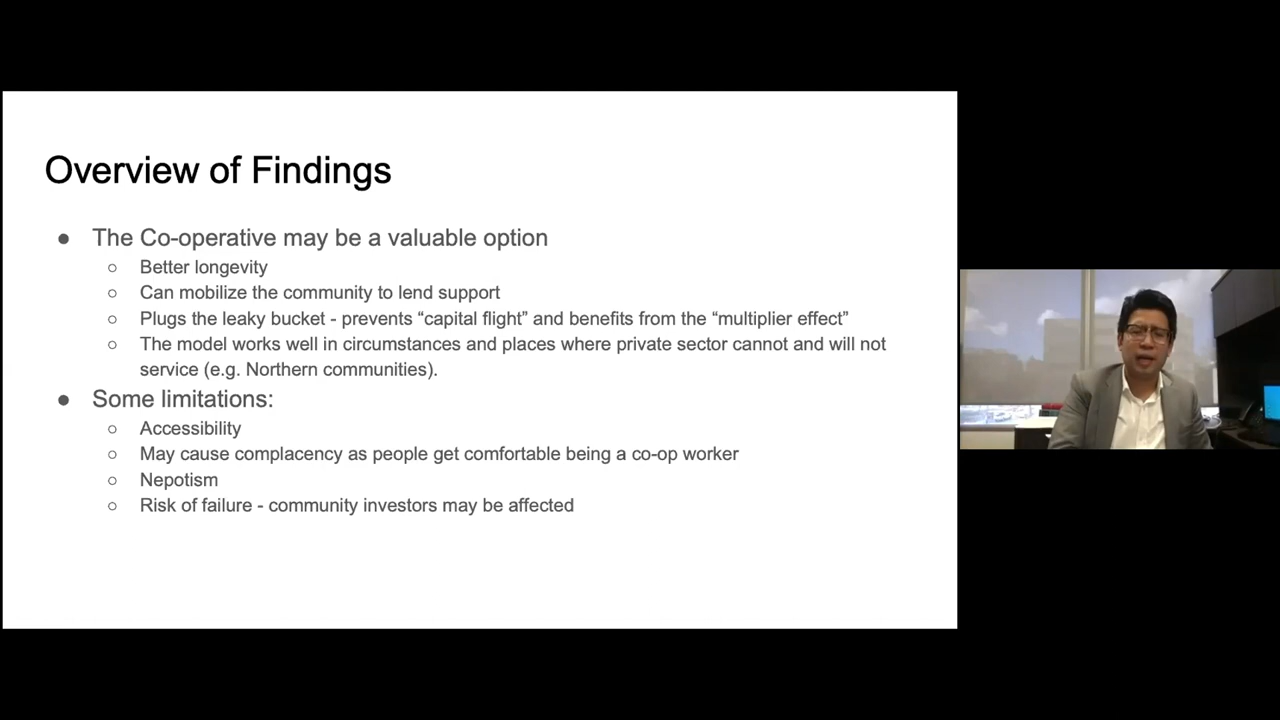 Overview of Findings
● The Co-operative may be a valuable option
○ Better longevity
○ Can mobilize the community to lend support
○ Plugs the leaky bucket - prevents “capital flight” and benefits from the “multiplier effect”
○ The model works well in circumstances and places where private sector cannot and will not
service (e.g. Northern communities).
● Some limitations:
○ Accessibility
○ May cause complacency as people get comfortable being a co-op worker
○ Nepotism
○ Risk of failure - community investors may be affected